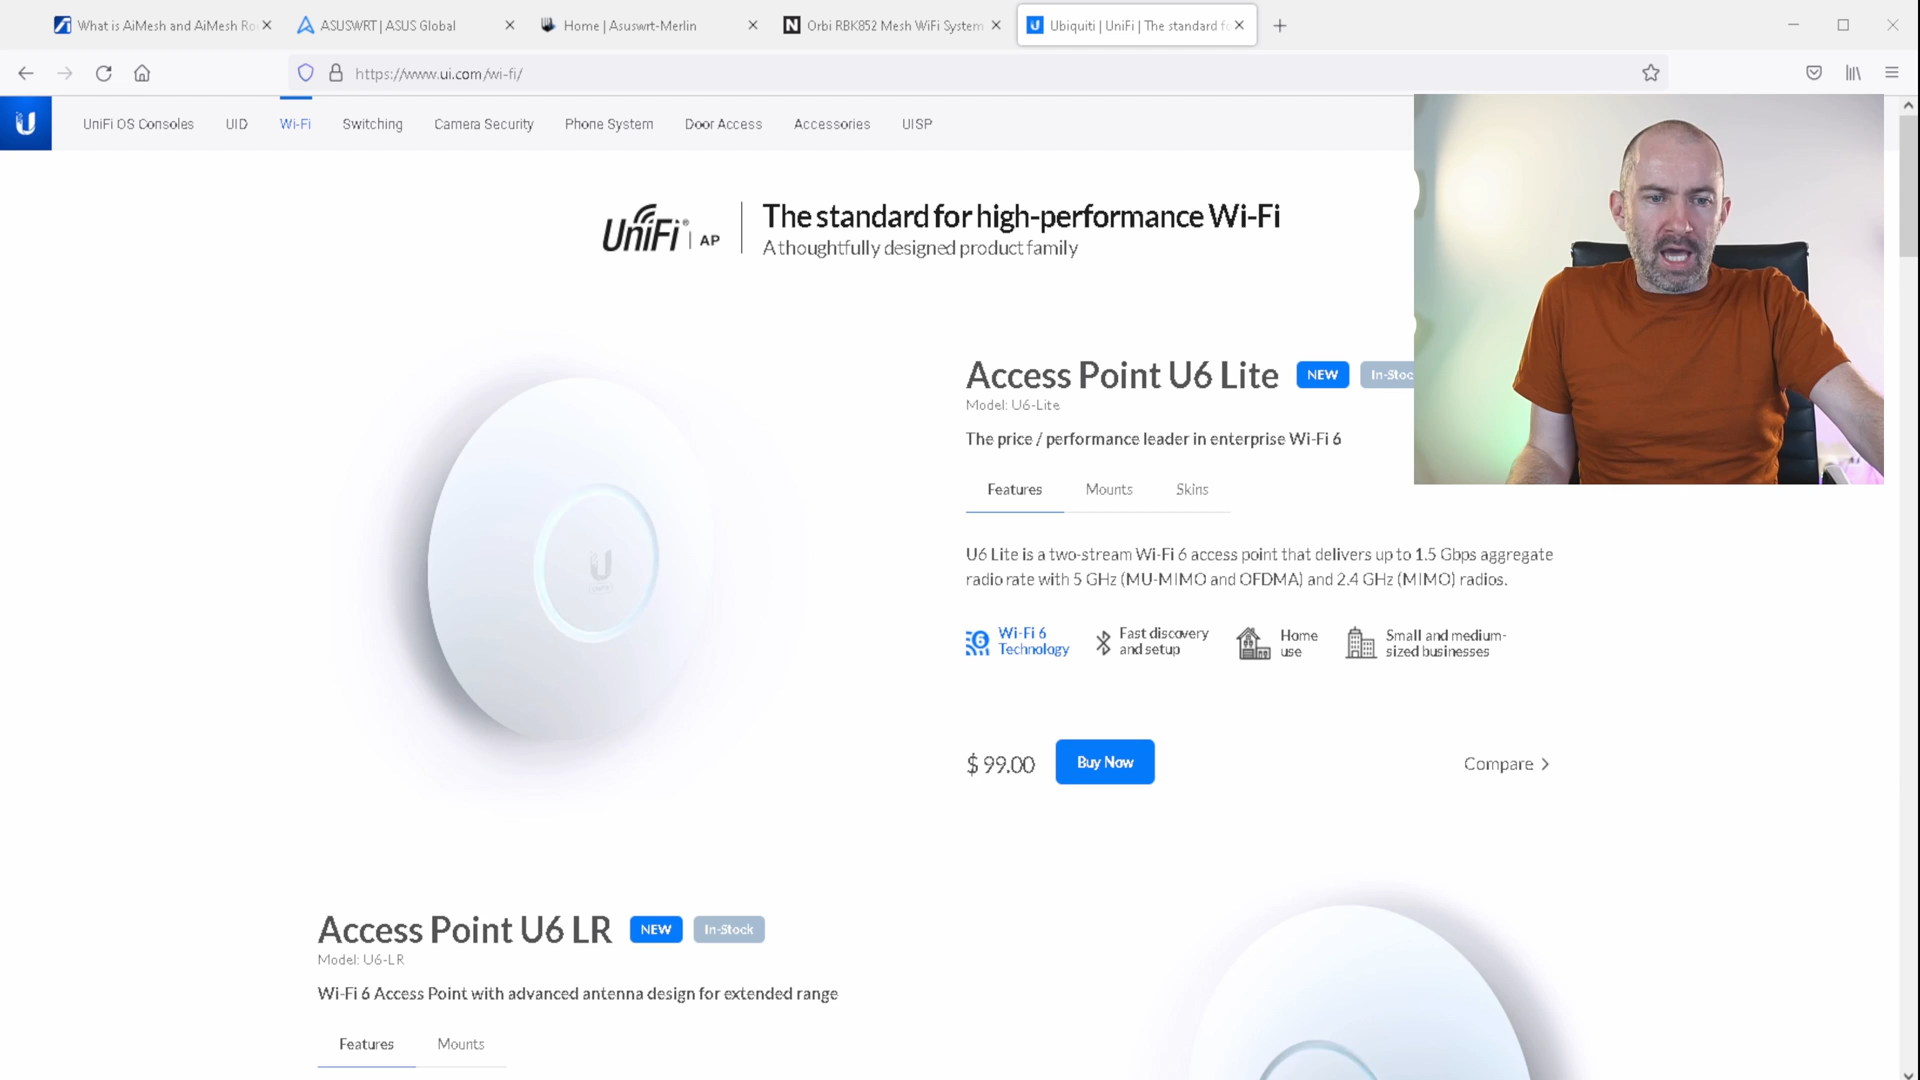 What is AiMesh and AiMesh Ro
ASUSWRT | ASUS Global
Home | Asuswrt-Merlin
Orbi RBK852 Mesh WiFi System
Ubiquiti | UniFi | The standard fo
https://www.ui.com/wi-fi/
UniFi OS Consoles
UID
Wi-Fi
Switching
Camera Security
Phone System
Door Access
Accessories
UISP
UniFi® | AP
The standard for high-performance Wi-Fi
A thoughtfully designed product family
Access Point U6 Lite NEW In-Stoc
Model: U6-Lite
The price / performance leader in enterprise Wi-Fi 6
Features Mounts Skins
U6 Lite is a two-stream Wi-Fi 6 access point that delivers up to 1.5 Gbps aggregate
radio rate with 5 GHz (MU-MIMO and OFDMA) and 2.4 GHz (MIMO) radios.
Wi-Fi 6
Technology
Fast discovery
and setup
Home
use
Small and medium-
sized businesses
$ 99.00 Buy Now Compare
Access Point U6 LR NEW In-Stock
Model: U6-LR
Wi-Fi 6 Access Point with advanced antenna design for extended range
Features Mounts